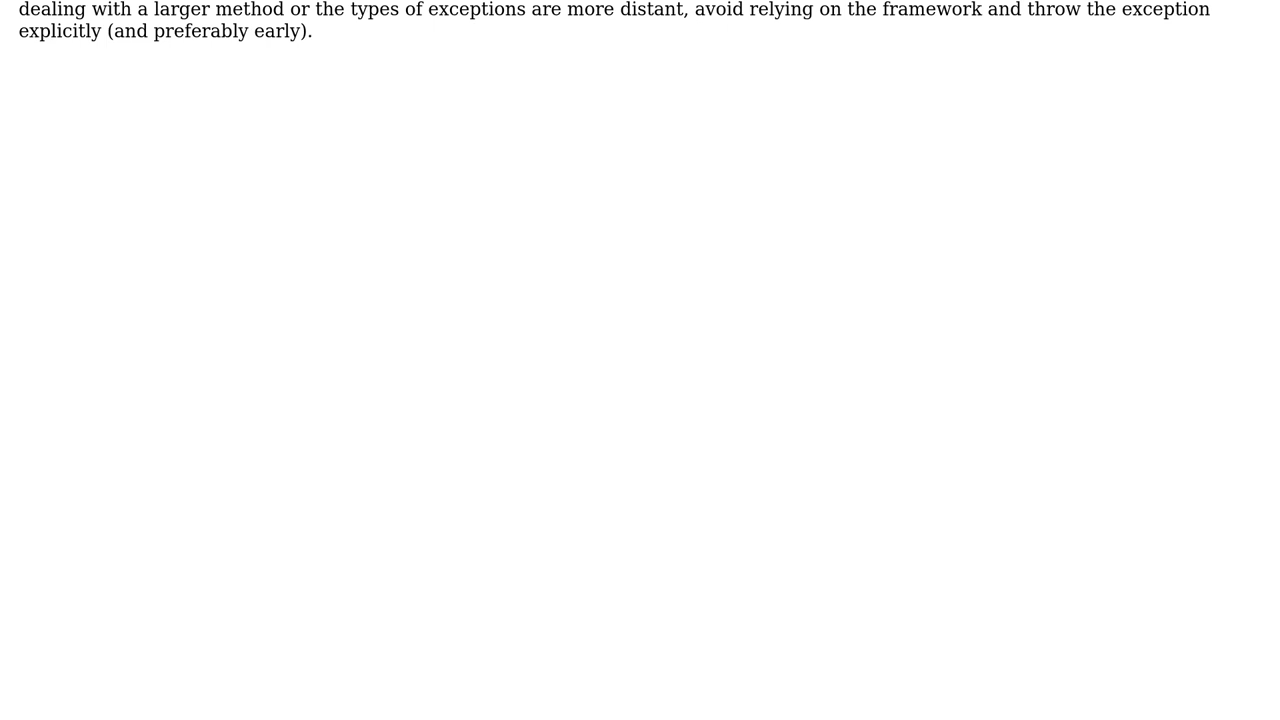 dealing with a larger method or the types of exceptions are more distant, avoid relying on the framework and throw the exception
explicitly (and preferably early).